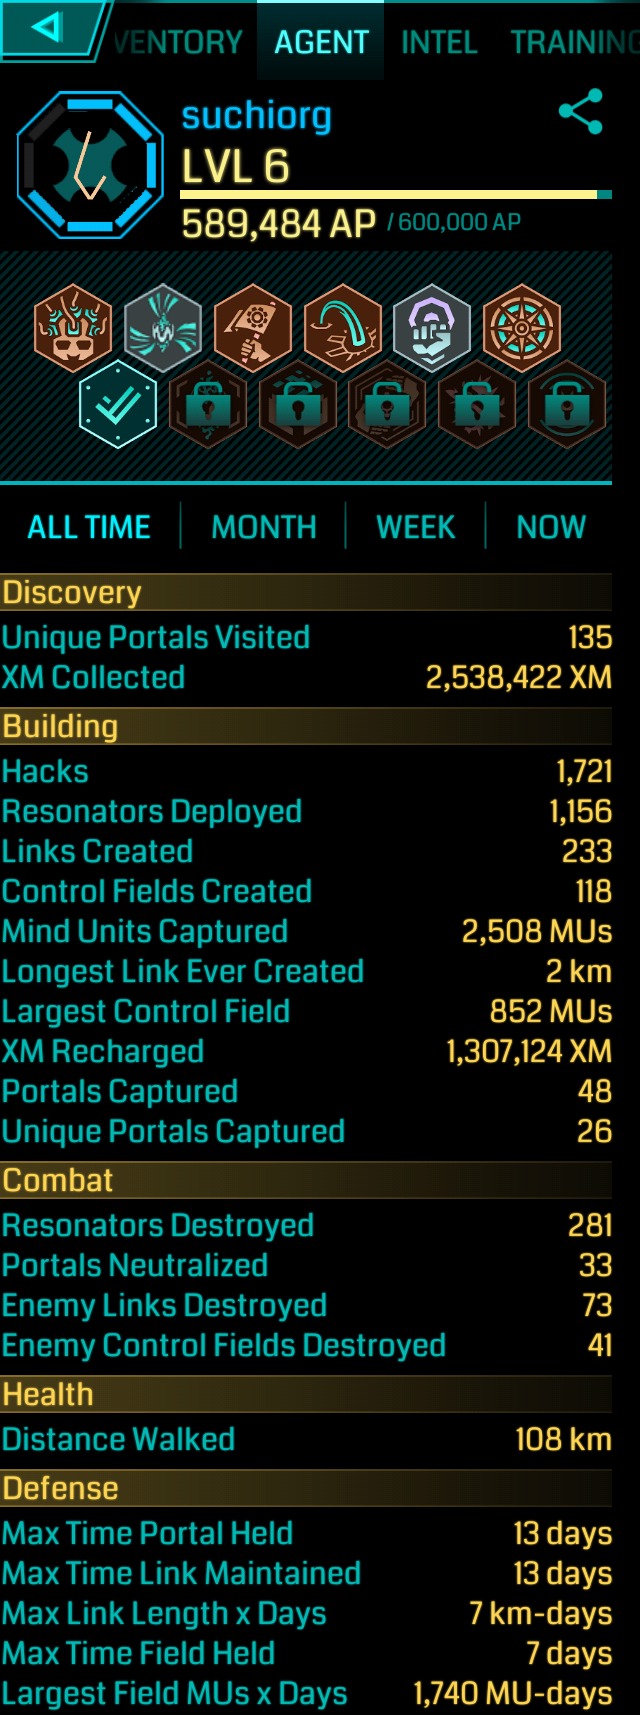 VENTORY AGENT INTEL TRAINING
suchiorg
LVL 6
589,484 AP / 600,000 AP
ALL TIME MONTH WEEK NOW
Discovery
Unique Portals Visited 135
XM Collected 2,538,422 XM
Building
Hacks 1,721
Resonators Deployed 1,156
Links Created 233
Control Fields Created 118
Mind Units Captured 2,508 MUs
Longest Link Ever Created 2 km
Largest Control Field 852 MUs
XM Recharged 1,307,124 XM
Portals Captured 48
Unique Portals Captured 26
Combat
Resonators Destroyed 281
Portals Neutralized 33
Enemy Links Destroyed 73
Enemy Control Fields Destroyed 41
Health
Distance Walked 108 km
Defense
Max Time Portal Held 13 days
Max Time Link Maintained 13 days
Max Link Length x Days 7 km-days
Max Time Field Held 7 days
Largest Field MUs x Days 1,740 MU-days